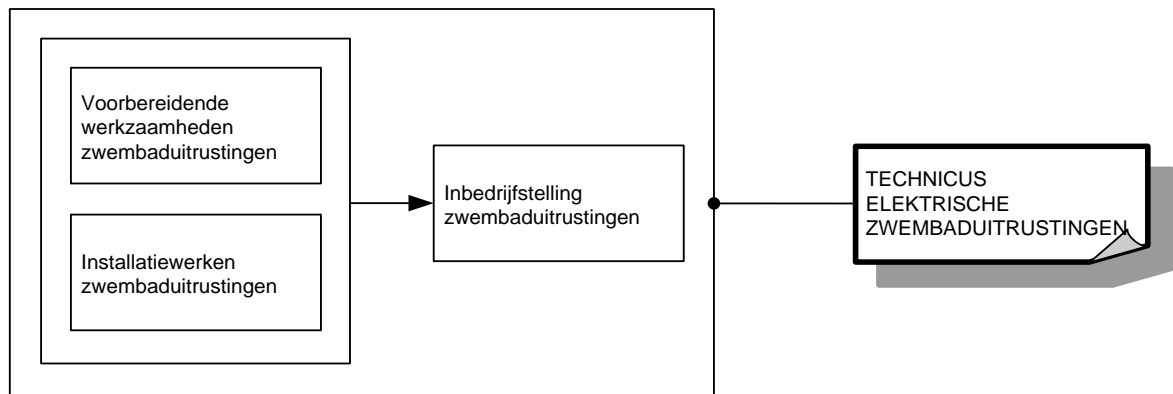 Voorbereidende
werkzaamheden
zwembaduitrustingen
Installatiewerken
zwembaduitrustingen
Inbedrijfstelling
zwembaduitrustingen
TECHNICUS
ELEKTRISCHE
ZWEMBADUITRUSTINGEN